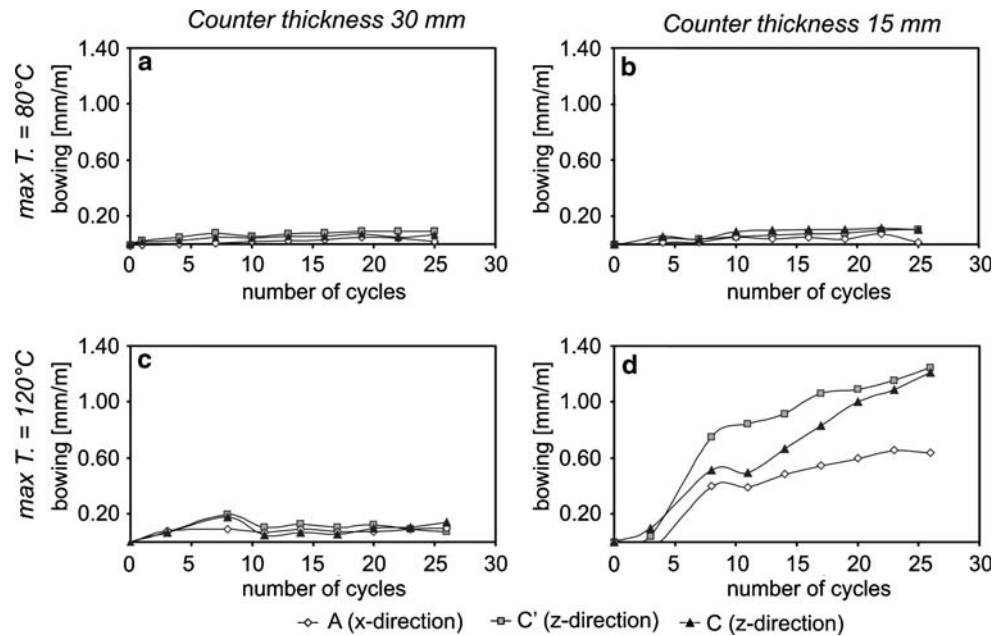 Counter thickness 30 mm
Counter thickness 15 mm
max T. = 80°C
bowing [mm/m]
1.40
1.00
0.60
0.20
a
0 5 10 15 20 25 30
number of cycles
bowing [mm/m]
1.40
1.00
0.60
0.20
b
0 5 10 15 20 25 30
number of cycles
max T. = 120°C
bowing [mm/m]
1.40
1.00
0.60
0.20
c
0 5 10 15 20 25 30
number of cycles
bowing [mm/m]
1.40
1.00
0.60
0.20
d
0 5 10 15 20 25 30
number of cycles
A (x-direction) C' (z-direction) C (z-direction)